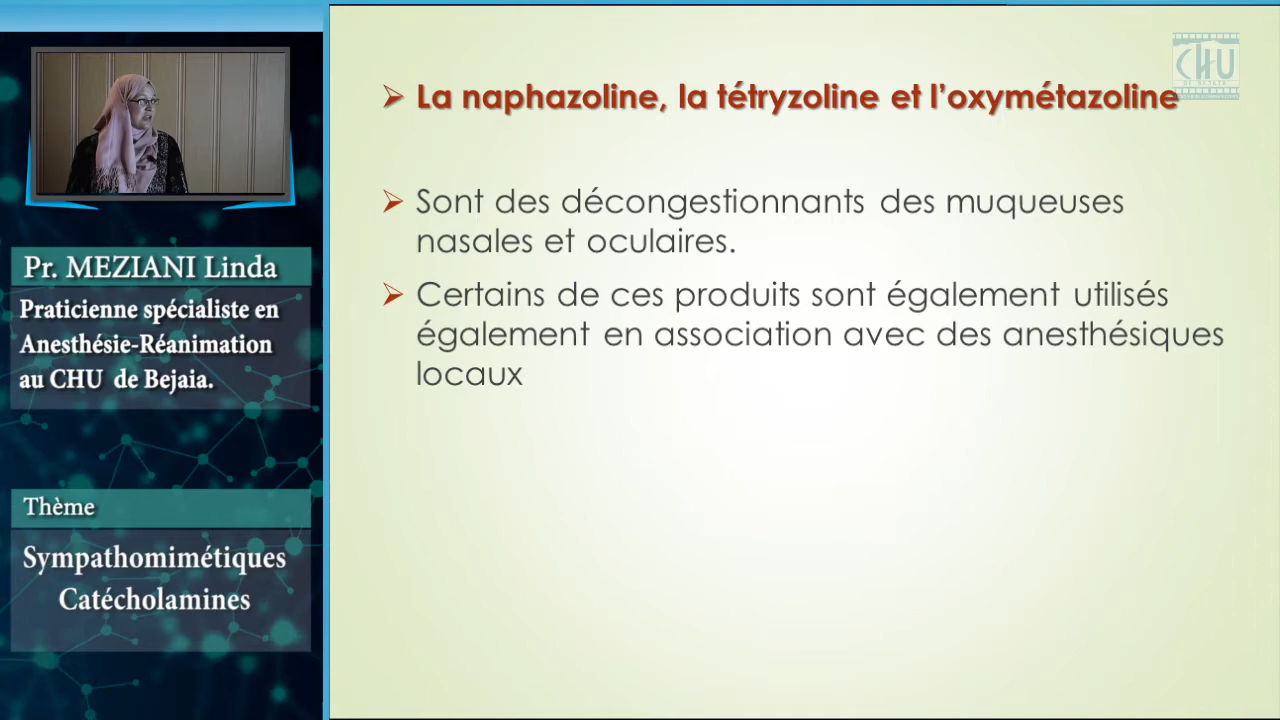 Pr. MEZIANI Linda
Praticienne spécialiste en
Anesthésie-Réanimation
au CHU de Bejaia.
Thème
Sympathomimétiques
Catécholamines
CHU
La naphazoline, la tétryzoline et l'oxymétazoline
Sont des décongestionnants des muqueuses
nasales et oculaires.
Certains de ces produits sont également utilisés
également en association avec des anesthésiques
locaux